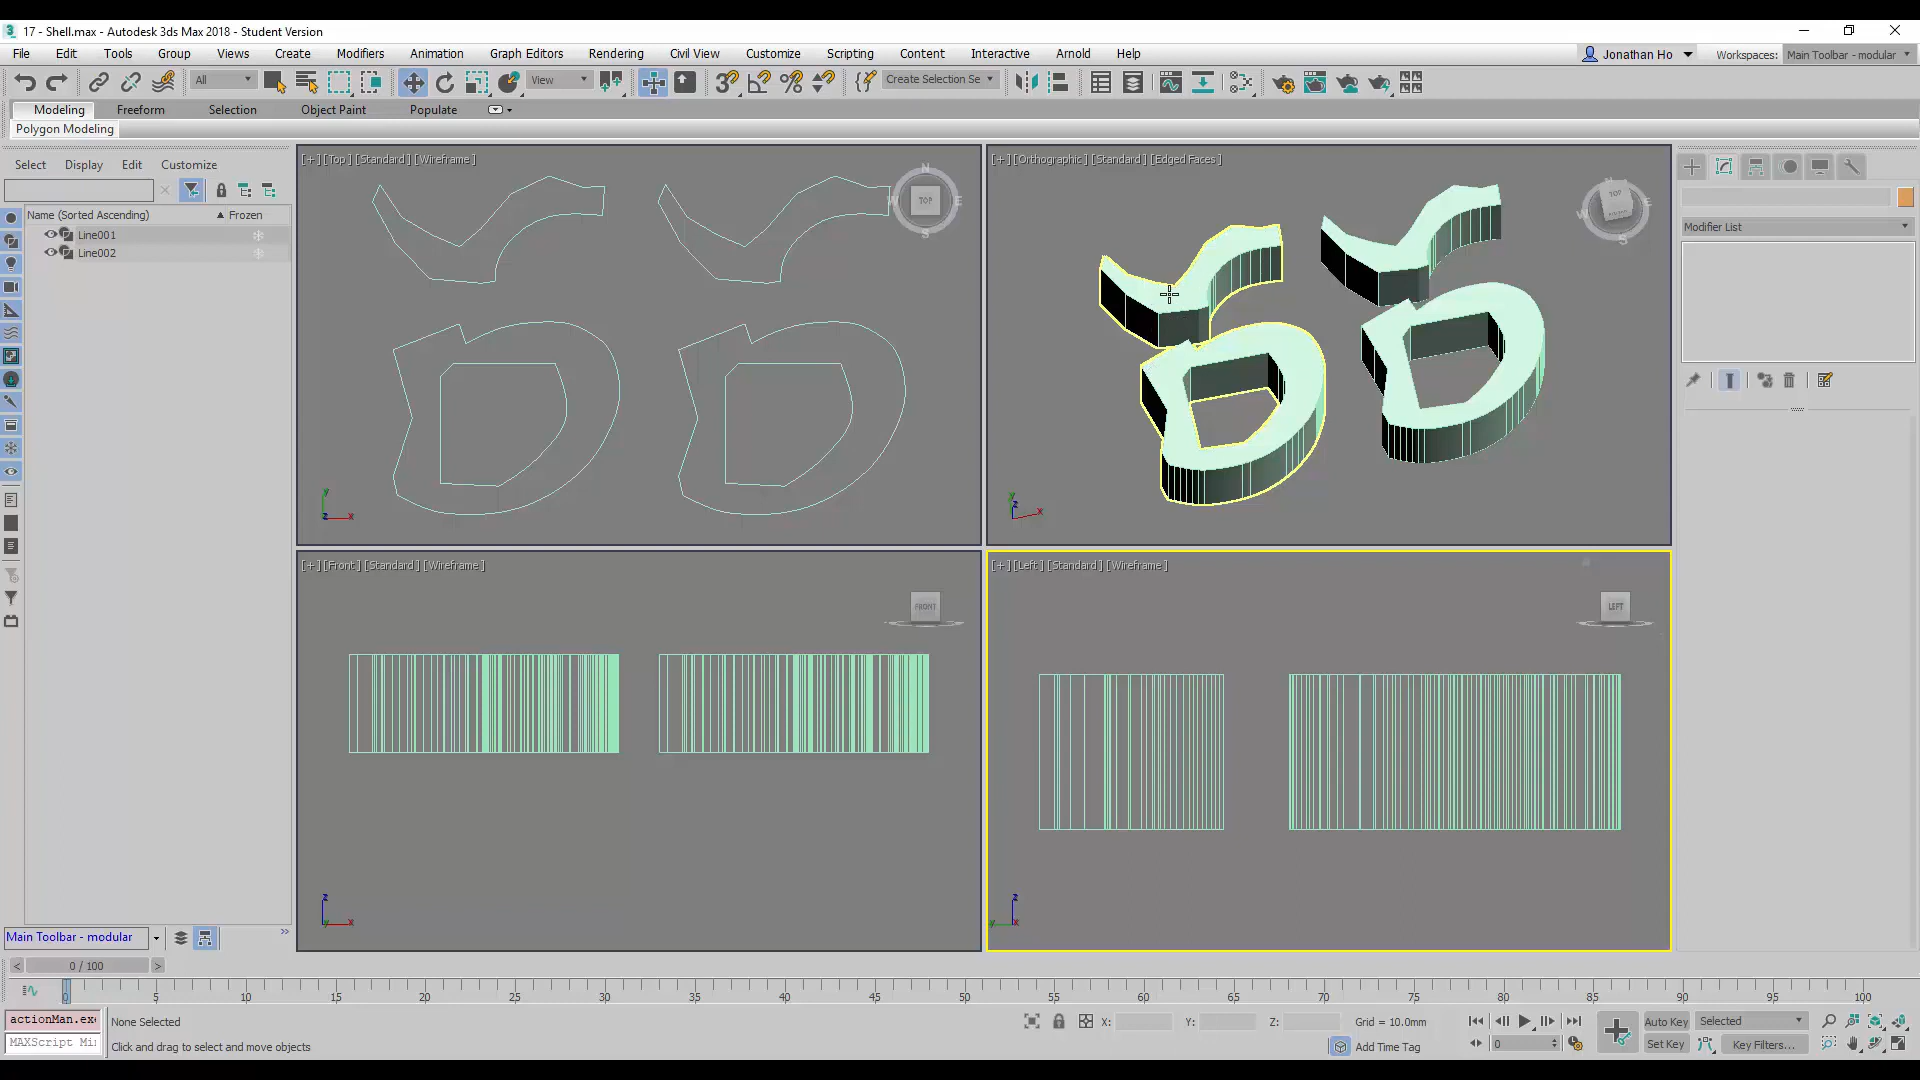 17 - Shell.max - Autodesk 3ds Max 2018 - Student Version
File Edit Tools Group Views Create Modifiers Animation Graph Editors Rendering Civil View Customize Scripting Content Interactive Arnold Help Jonathan Ho Workspaces: Main Toolbar - modular
All View Create Selection Se
Modeling Freeform Selection Object Paint Populate
Polygon Modeling
Select Display Edit Customize
Name (Sorted Ascending) Frozen
Line001
Line002
[+] [Top] [Standard] [Wireframe]
N
W TOP E
S
[+] [Orthographic] [Standard] [Edged Faces]
TOP
W E
S
y
z x
y
z x
[+] [Front] [Standard] [Wireframe]
FRONT
z
y x
[+] [Left] [Standard] [Wireframe]
LEFT
z
y x
Modifier List
Main Toolbar - modular
0 / 100
0 5 10 15 20 25 30 35 40 45 50 55 60 65 70 75 80 85 90 95 100
actionMan.exe
None Selected X: Y: Z: Grid = 10.0mm Auto Key Selected
MAXScript Mi
Click and drag to select and move objects Add Time Tag 0 Set Key Key Filters...